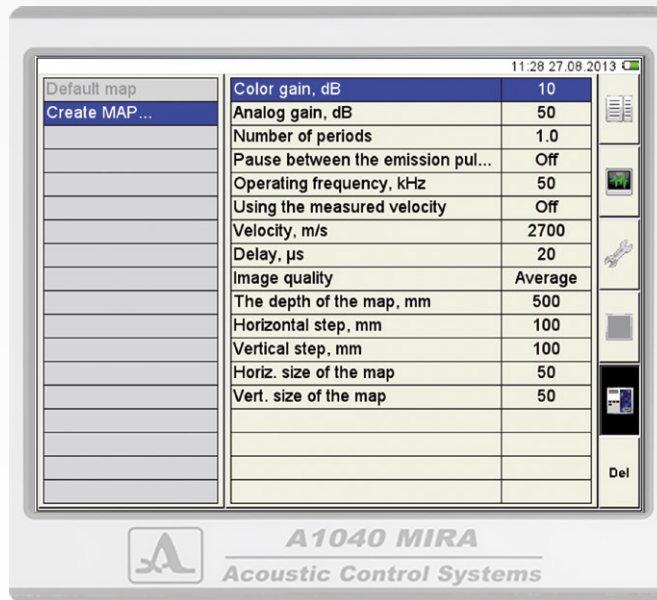 11:28 27.08.2013
Default map
Create MAP...
Color gain, dB 10
Analog gain, dB 50
Number of periods 1.0
Pause between the emission pul... Off
Operating frequency, kHz 50
Using the measured velocity Off
Velocity, m/s 2700
Delay, µs 20
Image quality Average
The depth of the map, mm 500
Horizontal step, mm 100
Vertical step, mm 100
Horiz. size of the map 50
Vert. size of the map 50
Del
A1040 MIRA
Acoustic Control Systems